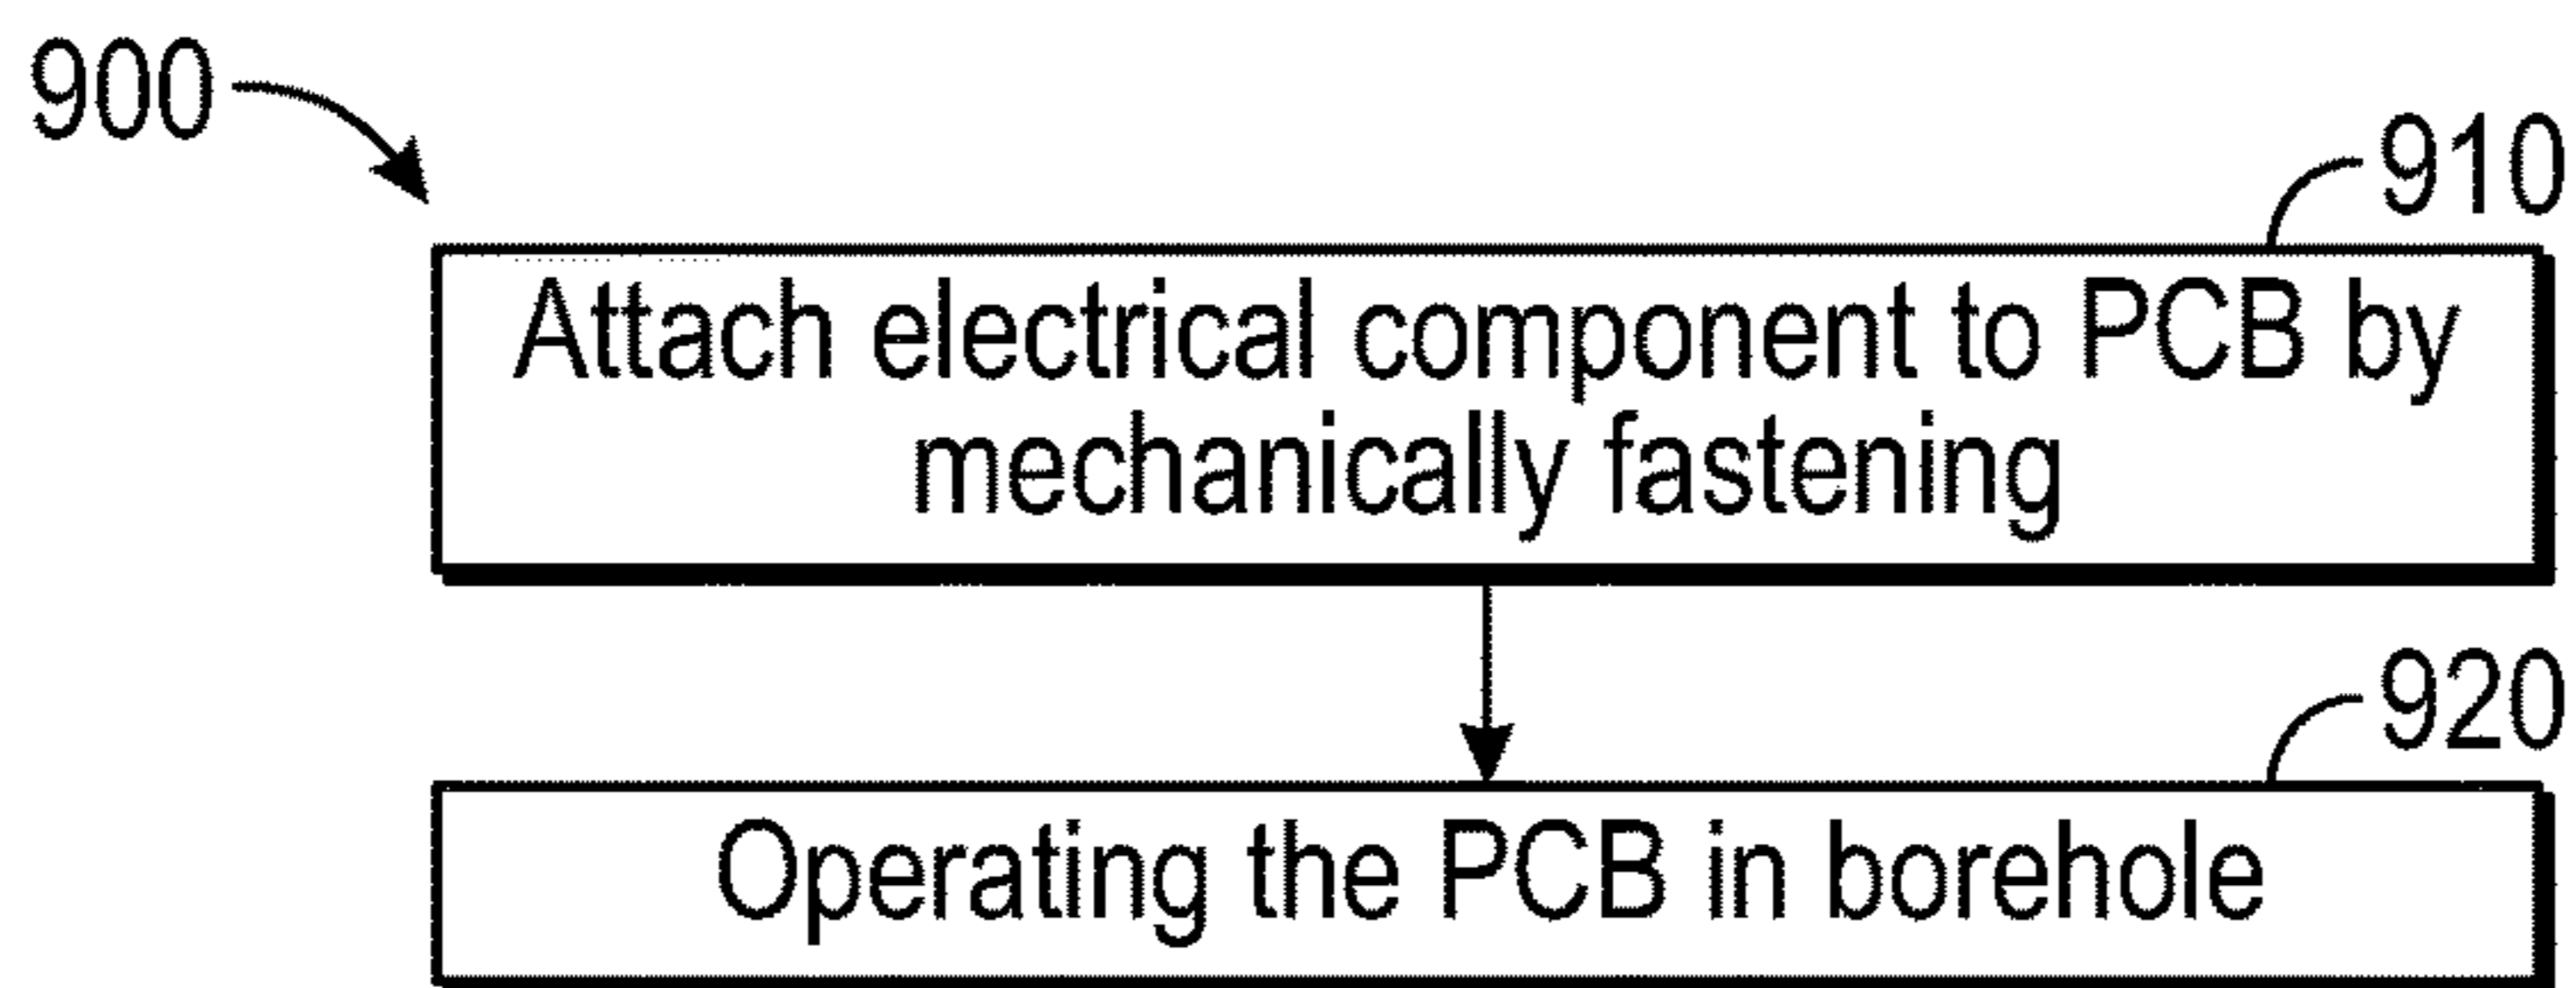 900
910
Attach electrical component to PCB by
mechanically fastening
920
Operating the PCB in borehole